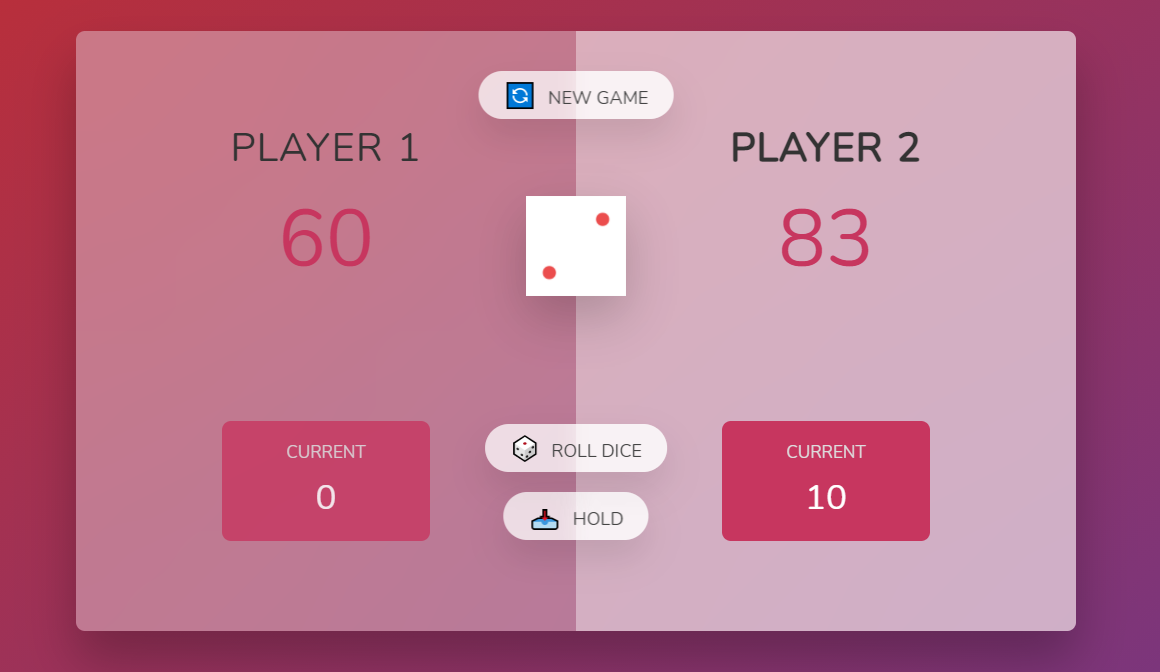 NEW GAME
PLAYER 1
60
PLAYER 2
83
CURRENT
0
ROLL DICE
HOLD
CURRENT
10